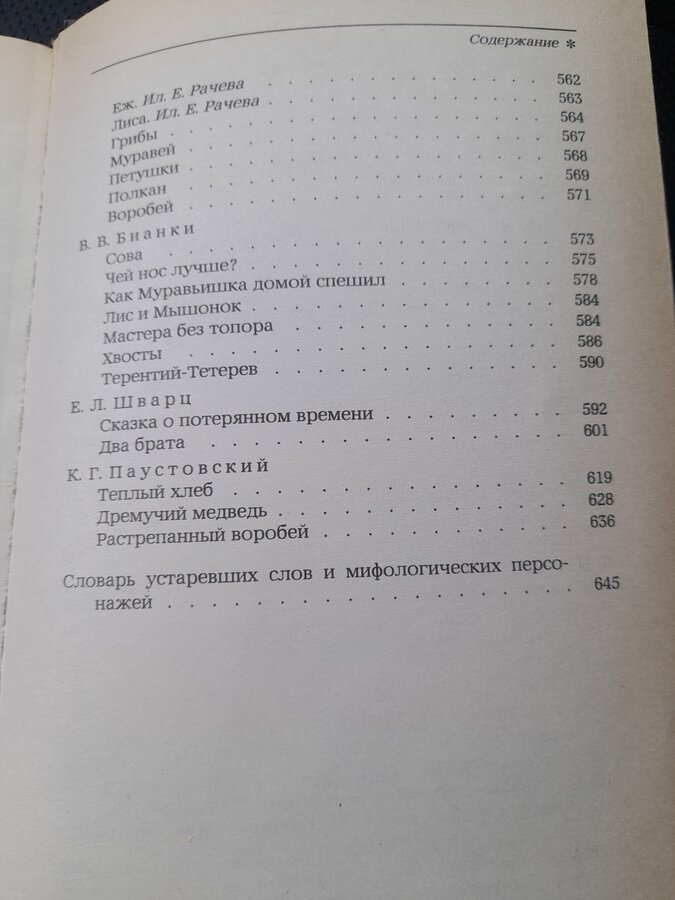 Содержание *
Еж. Ил. Е. Рачева . . . . . . . . . . . . . . 562
Лиса. Ил. Е. Рачева . . . . . . . . . . . . . 563
Грибы . . . . . . . . . . . . . . . . . . 564
Муравей . . . . . . . . . . . . . . . . . 567
Петушки . . . . . . . . . . . . . . . . . 568
Полкан . . . . . . . . . . . . . . . . . 569
Воробей . . . . . . . . . . . . . . . . . 571
В. В. Бианки
Сова . . . . . . . . . . . . . . . . . . 573
Чей нос лучше? . . . . . . . . . . . . . . 575
Как Муравьишка домой спешил . . . . . . . . 578
Лис и Мышонок . . . . . . . . . . . . . . 584
Мастера без топора . . . . . . . . . . . . 584
Хвосты . . . . . . . . . . . . . . . . . 586
Терентий-Тетерев . . . . . . . . . . . . . 590
Е. Л. Шварц
Сказка о потерянном времени . . . . . . . . 592
Два брата . . . . . . . . . . . . . . . . 601
К. Г. Паустовский
Теплый хлеб . . . . . . . . . . . . . . . 619
Дремучий медведь . . . . . . . . . . . . . 628
Растрепанный воробей . . . . . . . . . . . 636
Словарь устаревших слов и мифологических персо-
нажей . . . . . . . . . . . . . . . . . . 645